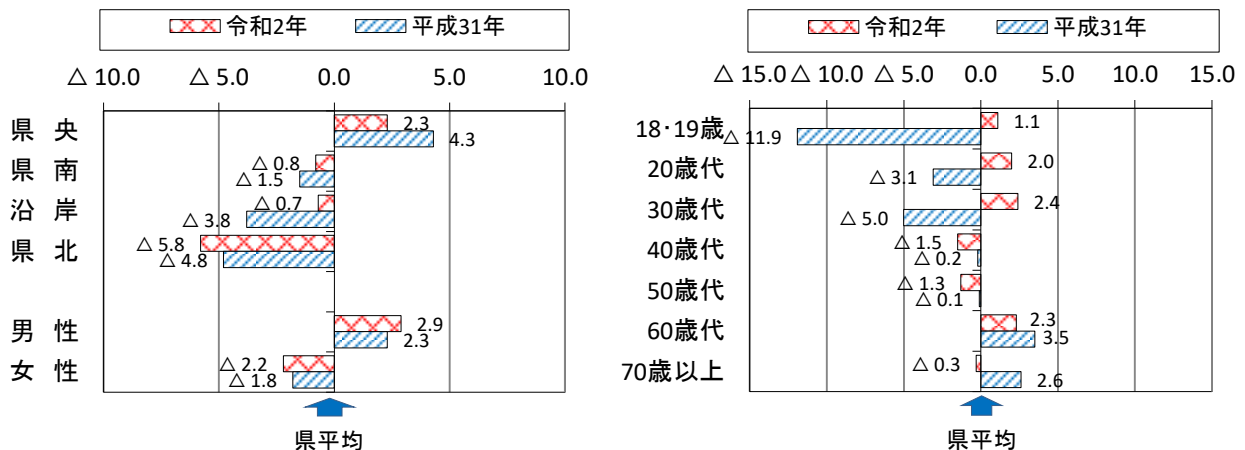 令和2年 平成31年
△ 10.0 △ 5.0 0.0 5.0 10.0
県 央 2.3
4.3
県 南 △ 0.8
△ 1.5
沿 岸 △ 0.7
△ 3.8
県 北 △ 5.8
△ 4.8
男 性 2.9
2.3
女 性 △ 2.2
△ 1.8
県平均
令和2年 平成31年
△ 15.0 △ 10.0 △ 5.0 0.0 5.0 10.0 15.0
18・19歳 1.1
△ 11.9
20歳代 2.0
△ 3.1
30歳代 2.4
△ 5.0
40歳代 △ 1.5
△ 0.2
50歳代 △ 1.3
△ 0.1
60歳代 2.3
3.5
70歳以上 △ 0.3
2.6
県平均